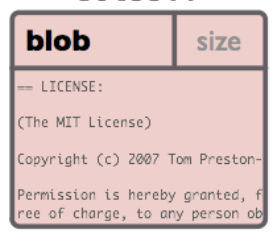 blob size
== LICENSE:
(The MIT License)
Copyright (c) 2007 Tom Preston-
Permission is hereby granted, f
ree of charge, to any person ob